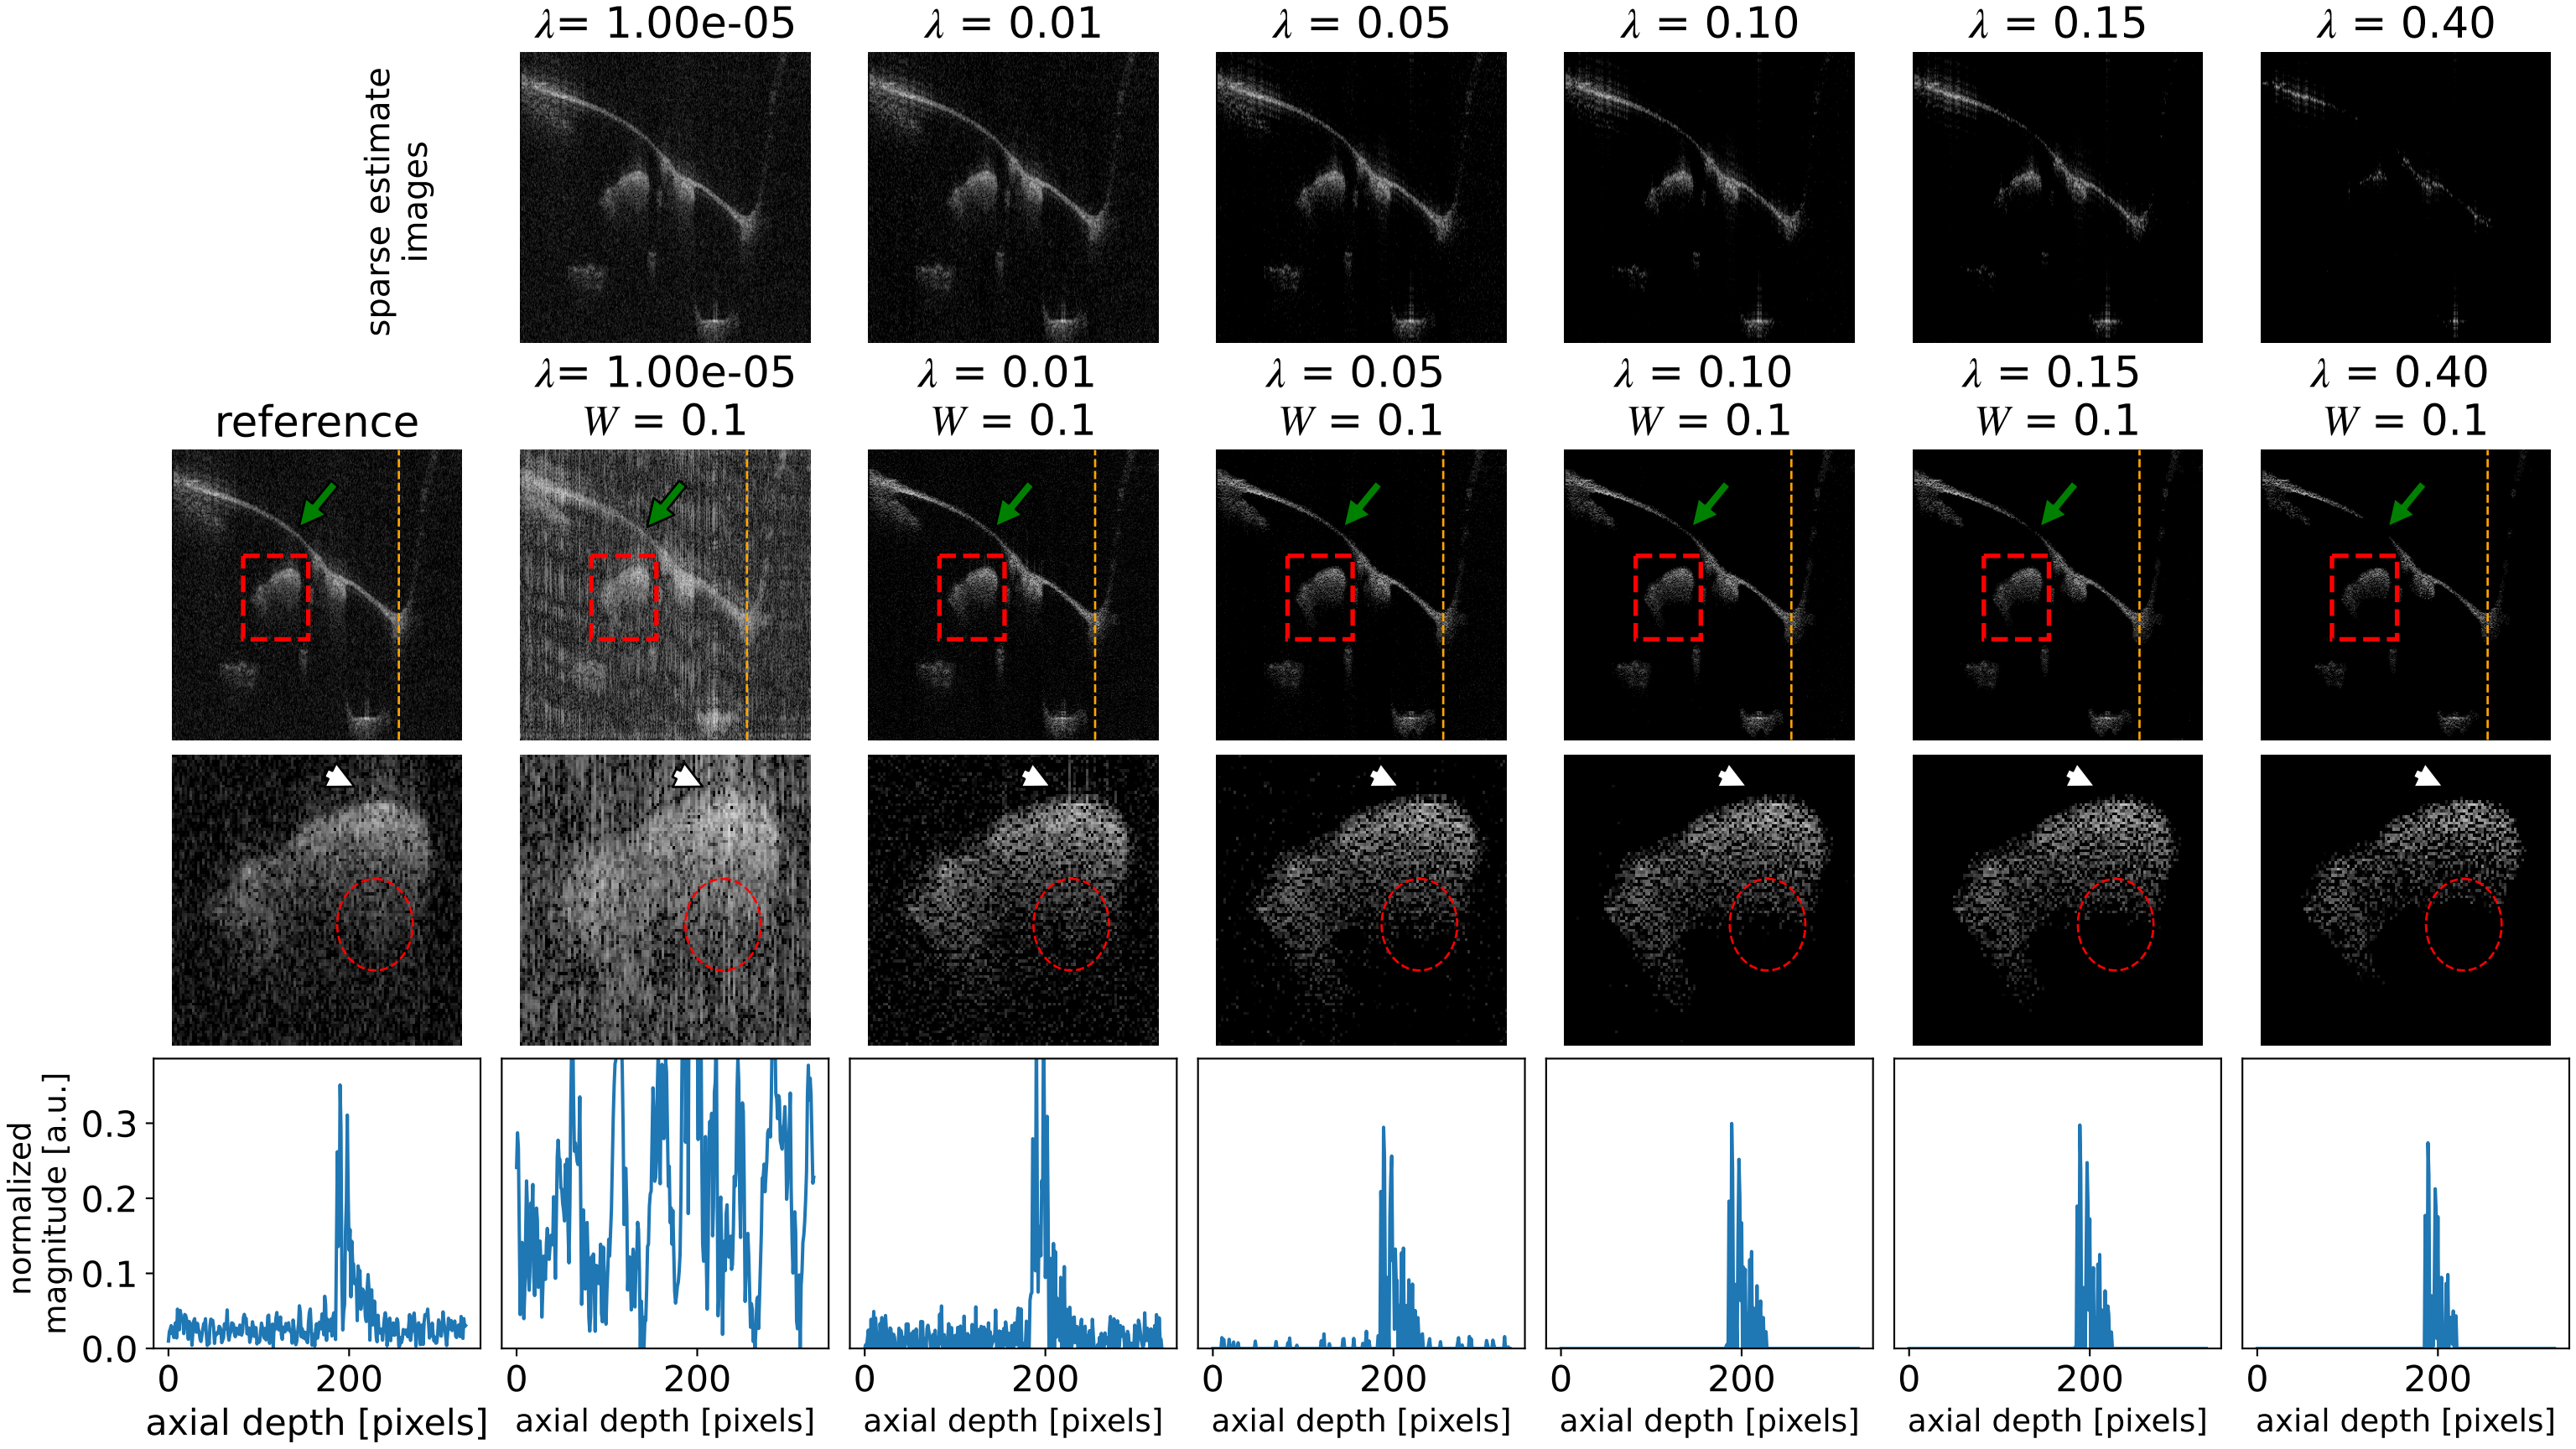 λ= 1.00e-05
λ = 0.01
λ = 0.05
λ = 0.10
λ = 0.15
λ = 0.40
sparse estimate
images
reference
λ= 1.00e-05
W = 0.1
λ = 0.01
W = 0.1
λ = 0.05
W = 0.1
λ = 0.10
W = 0.1
λ = 0.15
W = 0.1
λ = 0.40
W = 0.1
normalized
magnitude [a.u.]
0.3
0.2
0.1
0.0
0
200
axial depth [pixels]
0
200
axial depth [pixels]
0
200
axial depth [pixels]
0
200
axial depth [pixels]
0
200
axial depth [pixels]
0
200
axial depth [pixels]
0
200
axial depth [pixels]